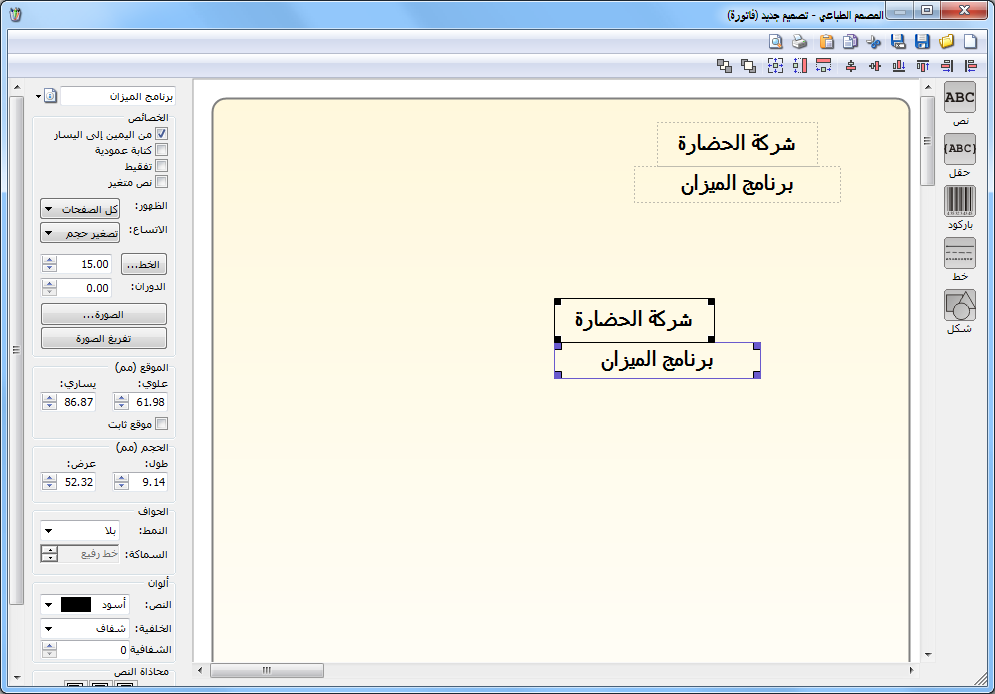 المصمم الطباعي - تصميم جديد (فاتورة)
ABC
نص
{ABC}
حقل
باركود
خط
شكل
شركة الحضارة
برنامج الميزان
شركة الحضارة
برنامج الميزان
برنامج الميزان
الخصائص
من اليمين إلى اليسار
كتابة عمودية
تفقيط
نص متغير
الظهور: كل الصفحات
الاتساع: تصغير حجم
الخط... 15.00
الدوران: 0.00
الصورة...
تفريغ الصورة
الموقع (مم)
علوي: يساري:
61.98 86.87
موقع ثابت
الحجم (مم)
طول: عرض:
9.14 52.32
الحواف
النمط: بلا
السماكة: خط رفيع
ألوان
النص: أسود
الخلفية: شفاف
الشفافية 0
محاذاة النص